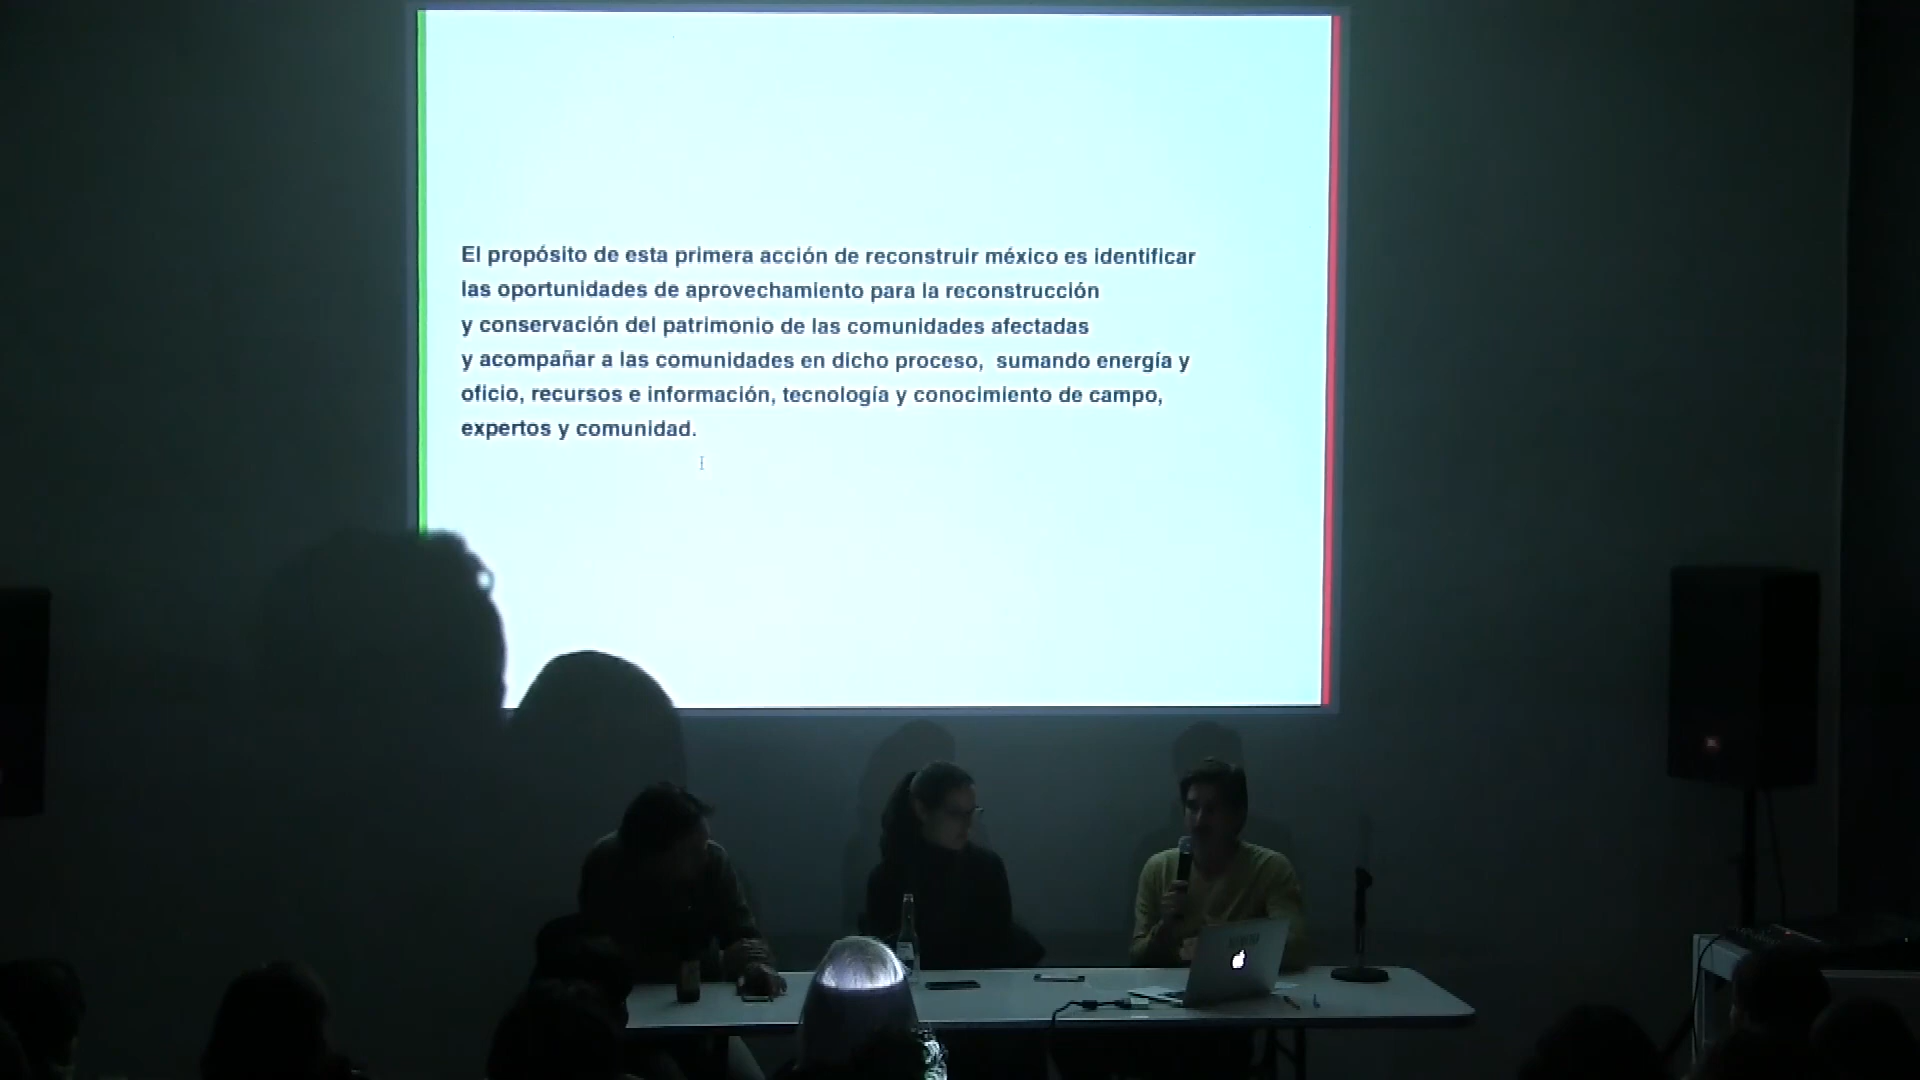 El propósito de esta primera acción de reconstruir méxico es identificar
las oportunidades de aprovechamiento para la reconstrucción
y conservación del patrimonio de las comunidades afectadas
y acompañar a las comunidades en dicho proceso, sumando energía y
oficio, recursos e información, tecnología y conocimiento de campo,
expertos y comunidad.